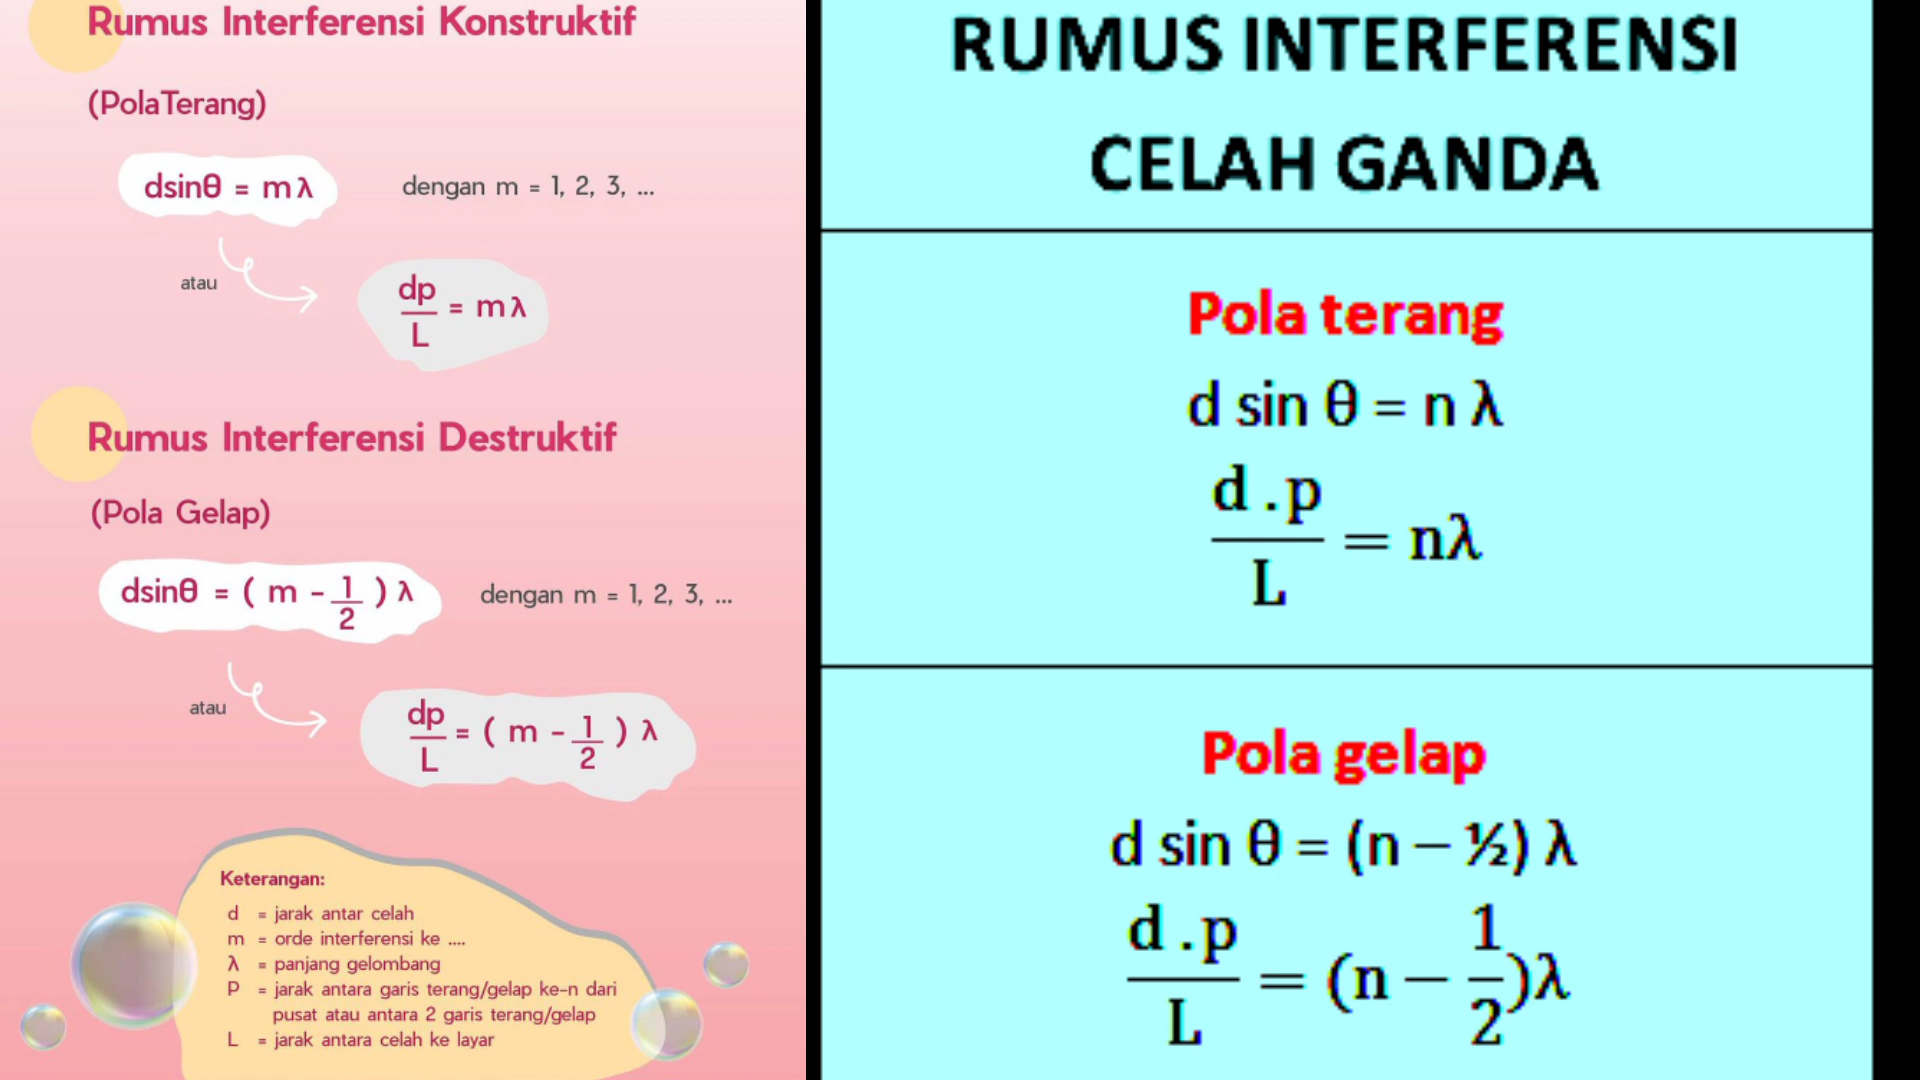 Rumus Interferensi Konstruktif
(PolaTerang)
dsinθ = mλ
dengan m = 1, 2, 3, ...
atau
dp/L = mλ
Rumus Interferensi Destruktif
(Pola Gelap)
dsinθ = ( m - 1/2 ) λ
dengan m = 1, 2, 3, ...
atau
dp/L = ( m - 1/2 ) λ
Keterangan:
d = jarak antar celah
m = orde interferensi ke ....
λ = panjang gelombang
P = jarak antara garis terang/gelap ke-n dari
pusat atau antara 2 garis terang/gelap
L = jarak antara celah ke layar
RUMUS INTERFERENSI
CELAH GANDA
Pola terang
d sin θ = n λ
d . p/L = nλ
Pola gelap
d sin θ = (n – ½) λ
d . p/L = (n − 1/2)λ